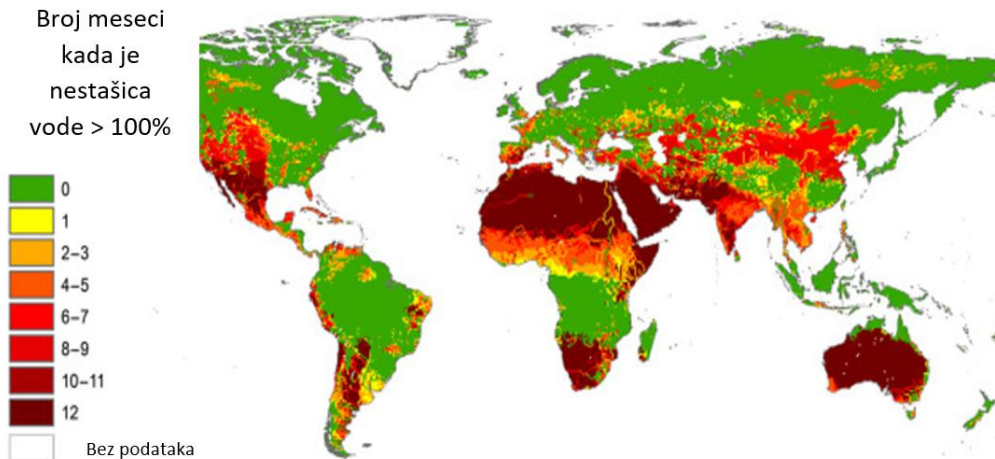 Broj meseci
kada je
nestašica
vode > 100%
0
1
2–3
4–5
6–7
8–9
10–11
12
Bez podataka